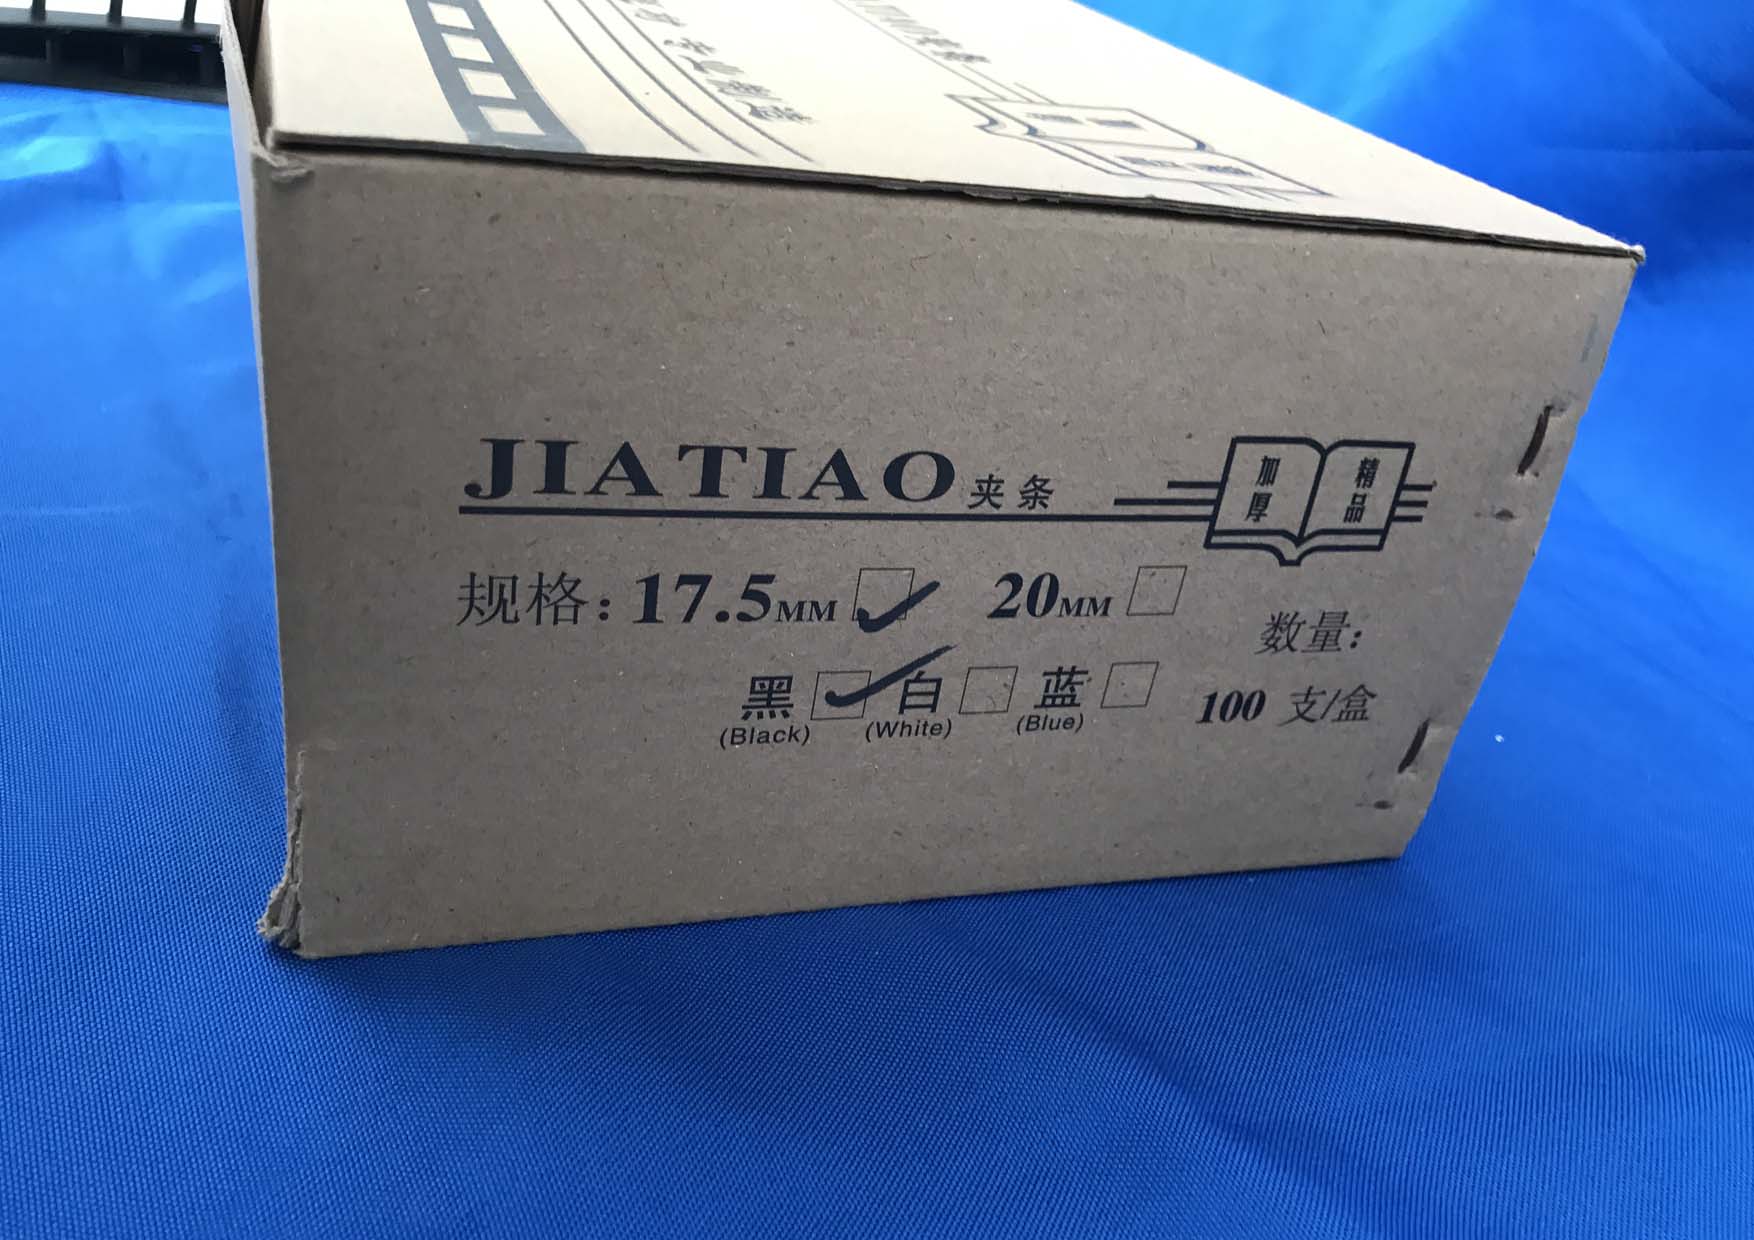 JIATIAO 夹条
加厚 精品
规格: 17.5MM 20MM
数量:
黑 白 蓝
(Black) (White) (Blue)
100 支/盒